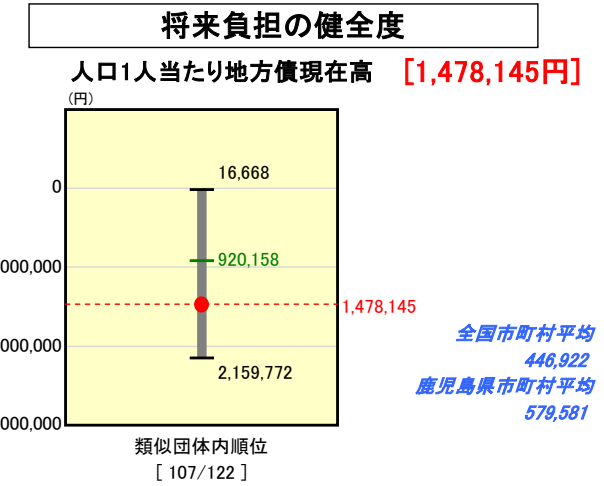 将来負担の健全度
人口1人当たり地方債現在高 [1,478,145円]
(円)
16,668
0
920,158
000,000
1,478,145
全国市町村平均
446,922
000,000
2,159,772
鹿児島県市町村平均
579,581
000,000
類似団体内順位
[ 107/122 ]